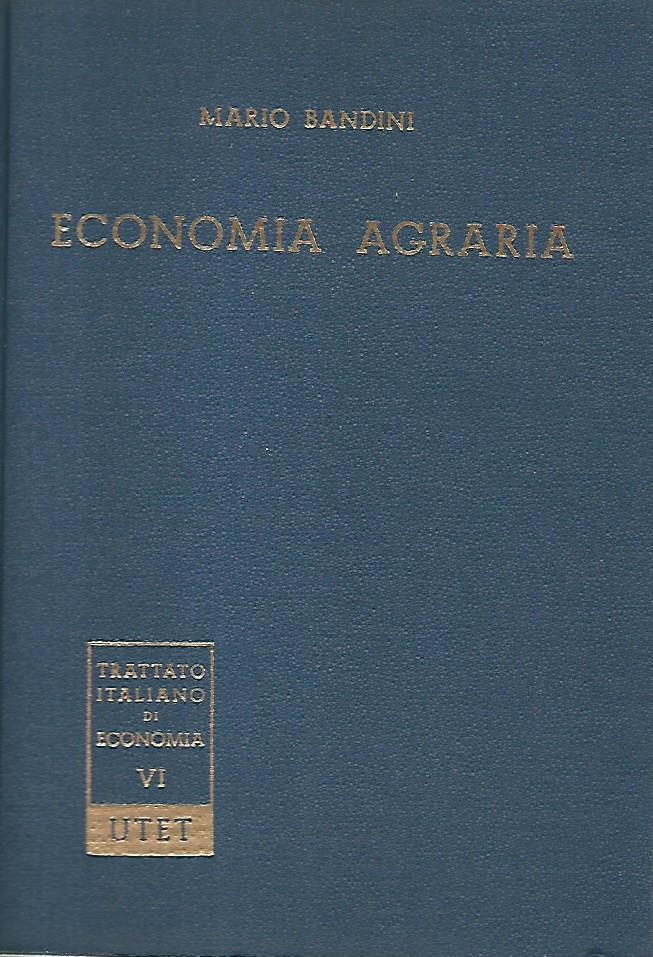 MARIO BANDINI
ECONOMIA AGRARIA
TRATTATO
ITALIANO
DI
ECONOMIA
VI
UTET